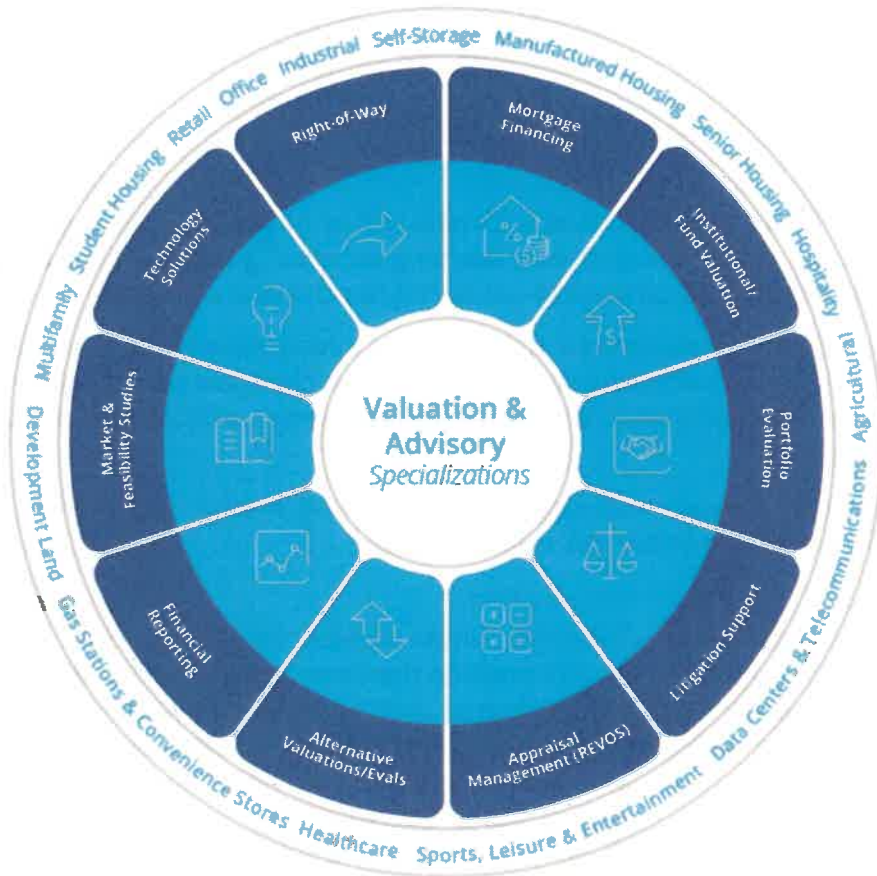 Valuation &
Advisory
Specializations
Mortgage
Financing
Institutional/
Fund Valuation
Portfolio
Evaluation
Litigation Support
Appraisal
Management (REVOS)
Alternative
Valuations/Evals
Financial
Reporting
Market &
Feasibility Studies
Technology
Solutions
Right-of-Way
Multifamily
Student Housing
Retail
Office
Industrial
Self-Storage
Manufactured Housing
Senior Housing
Hospitality
Agricultural
Data Centers & Telecommunications
Sports, Leisure & Entertainment
Healthcare
Gas Stations & Convenience Stores
Development Land
%
$
$